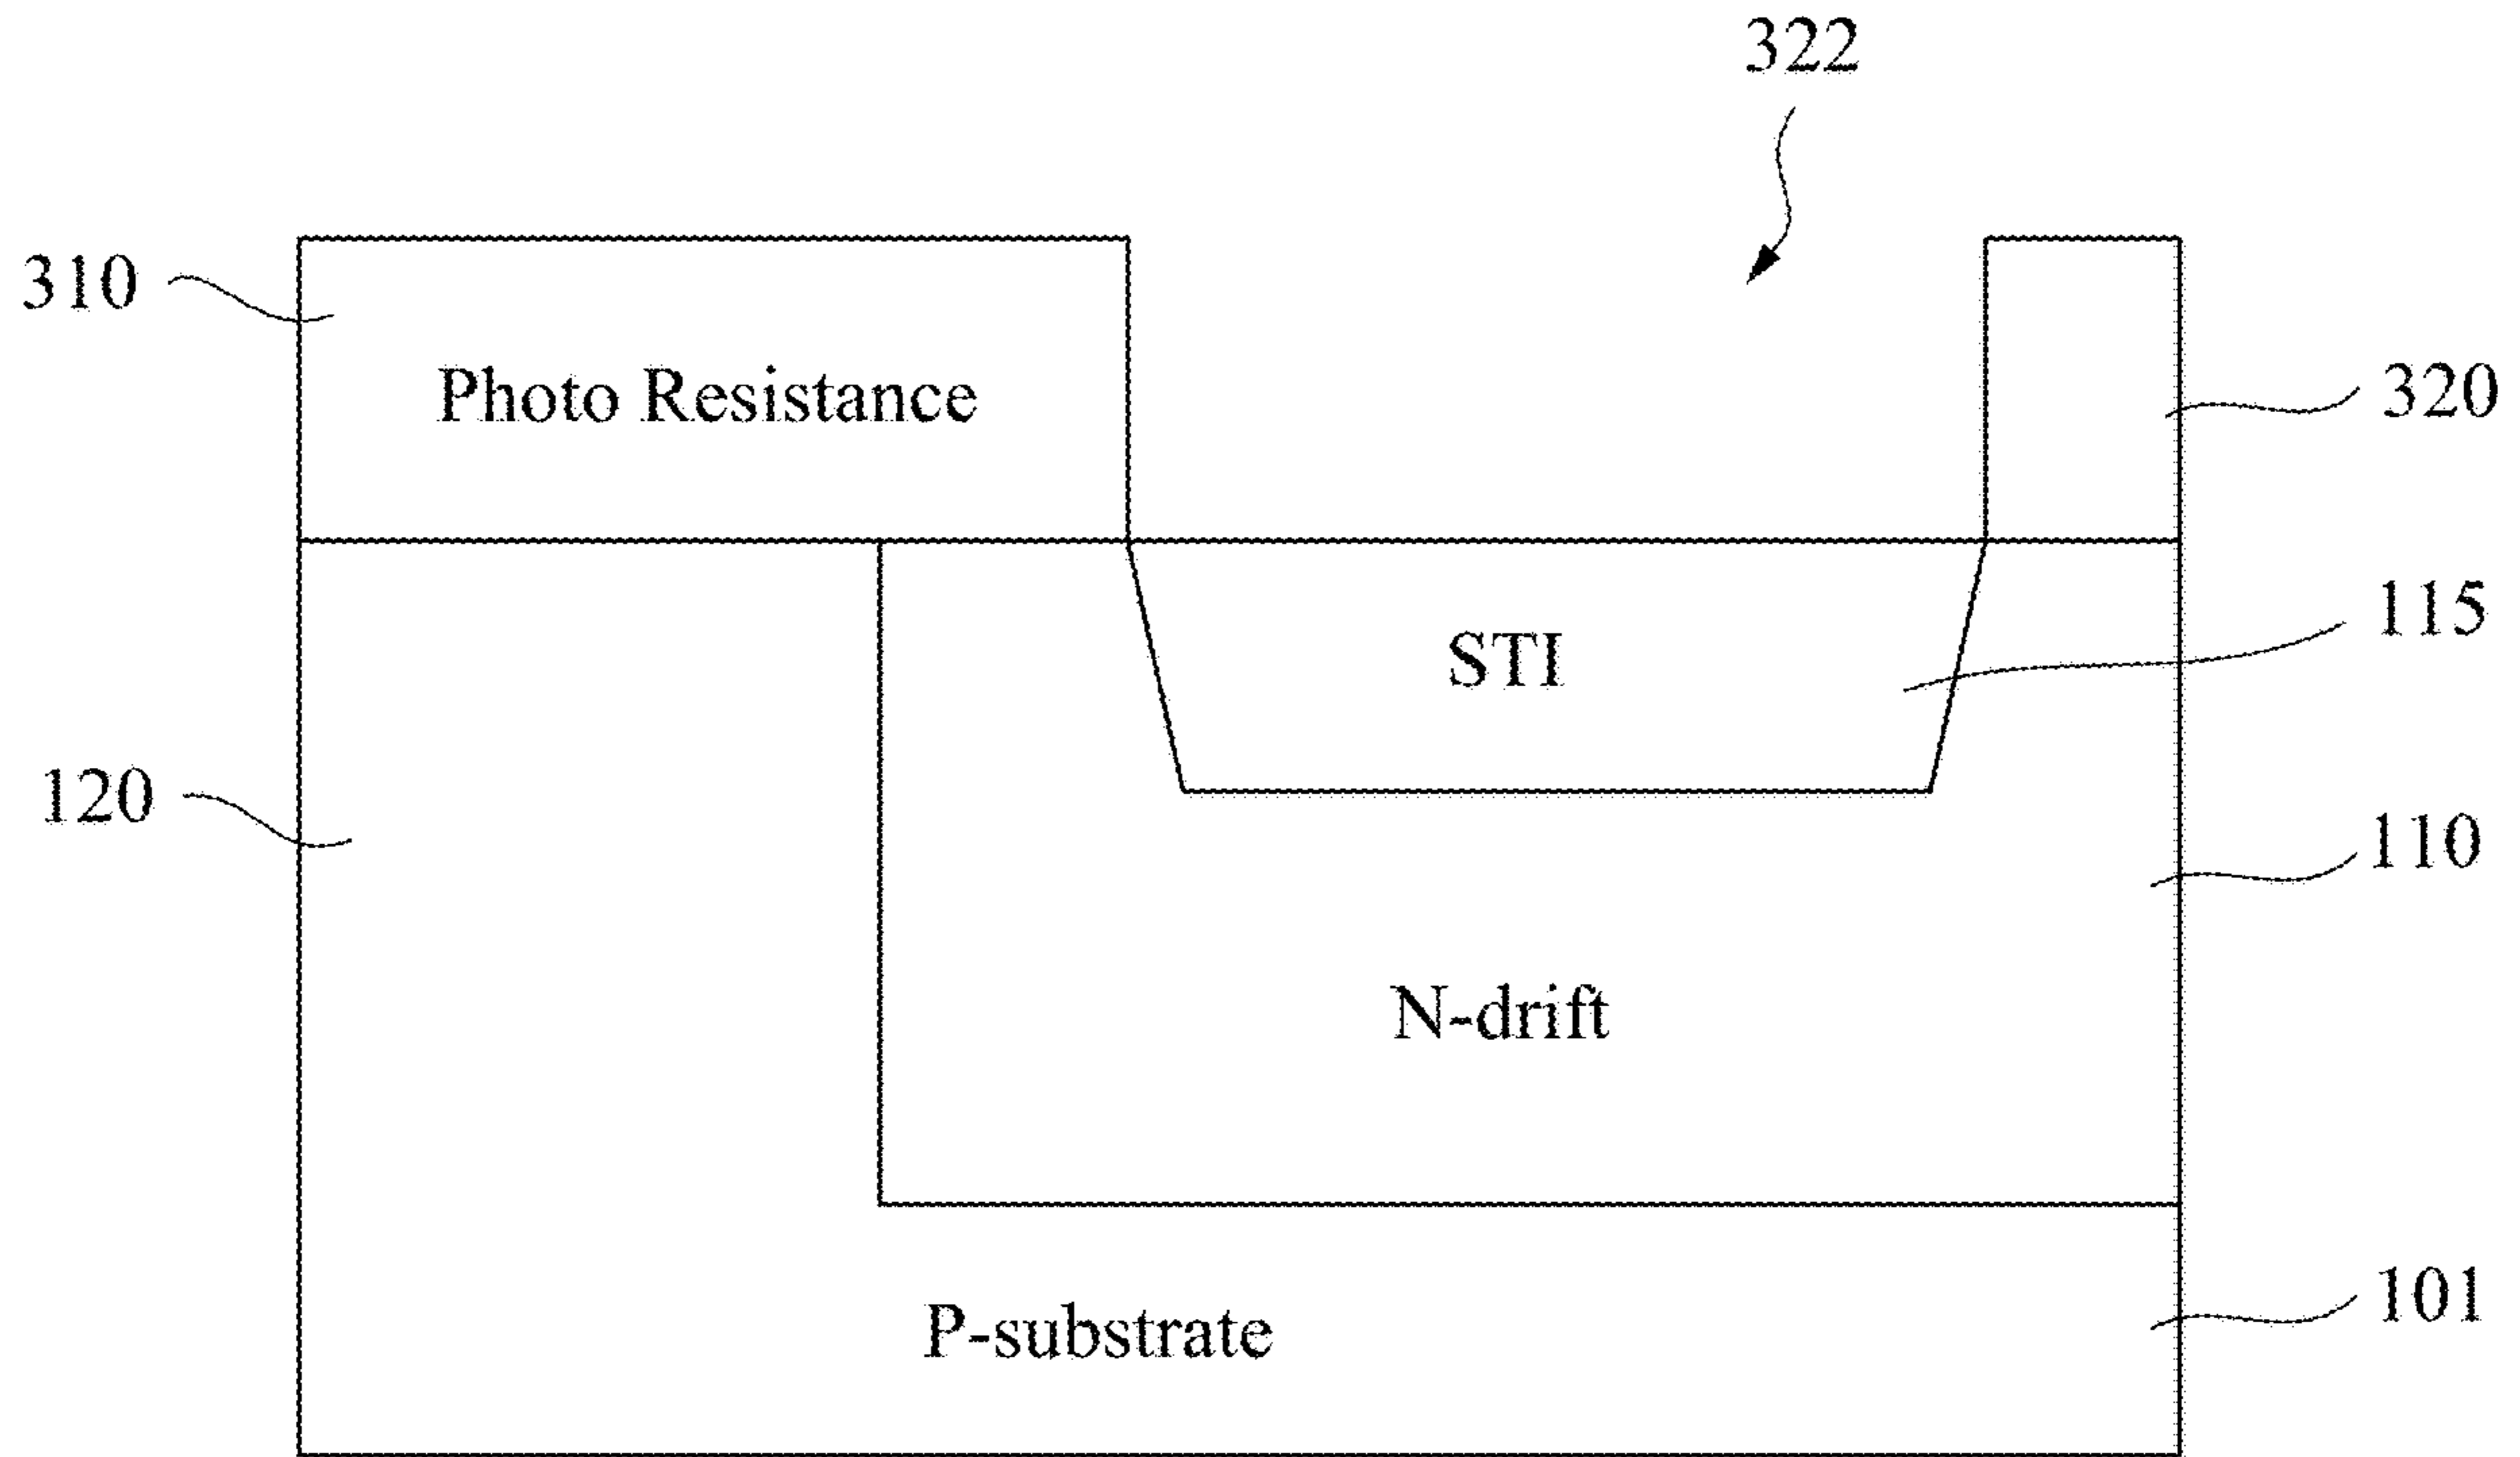 322
310
Photo Resistance
320
115
STI
120
110
N-drift
101
P-substrate